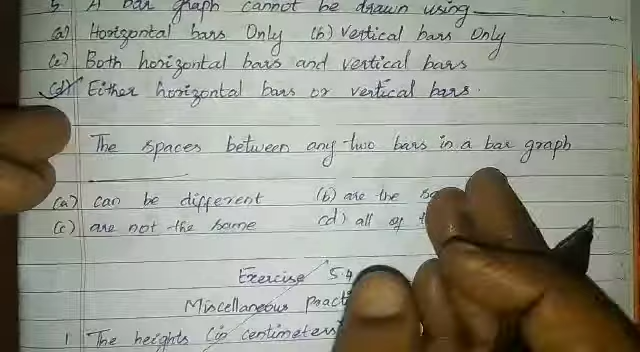 5. A bar graph cannot be drawn using
(a) Horizontal bars Only (b) Vertical bars Only
(c) Both horizontal bars and vertical bars
(d) Either horizontal bars or vertical bars.
The spaces between any two bars in a bar graph
(a) can be different (b) are the
(c) are not the same (d) all of
Exercise 5.4
Miscellaneous
1 The heights (in centimeters